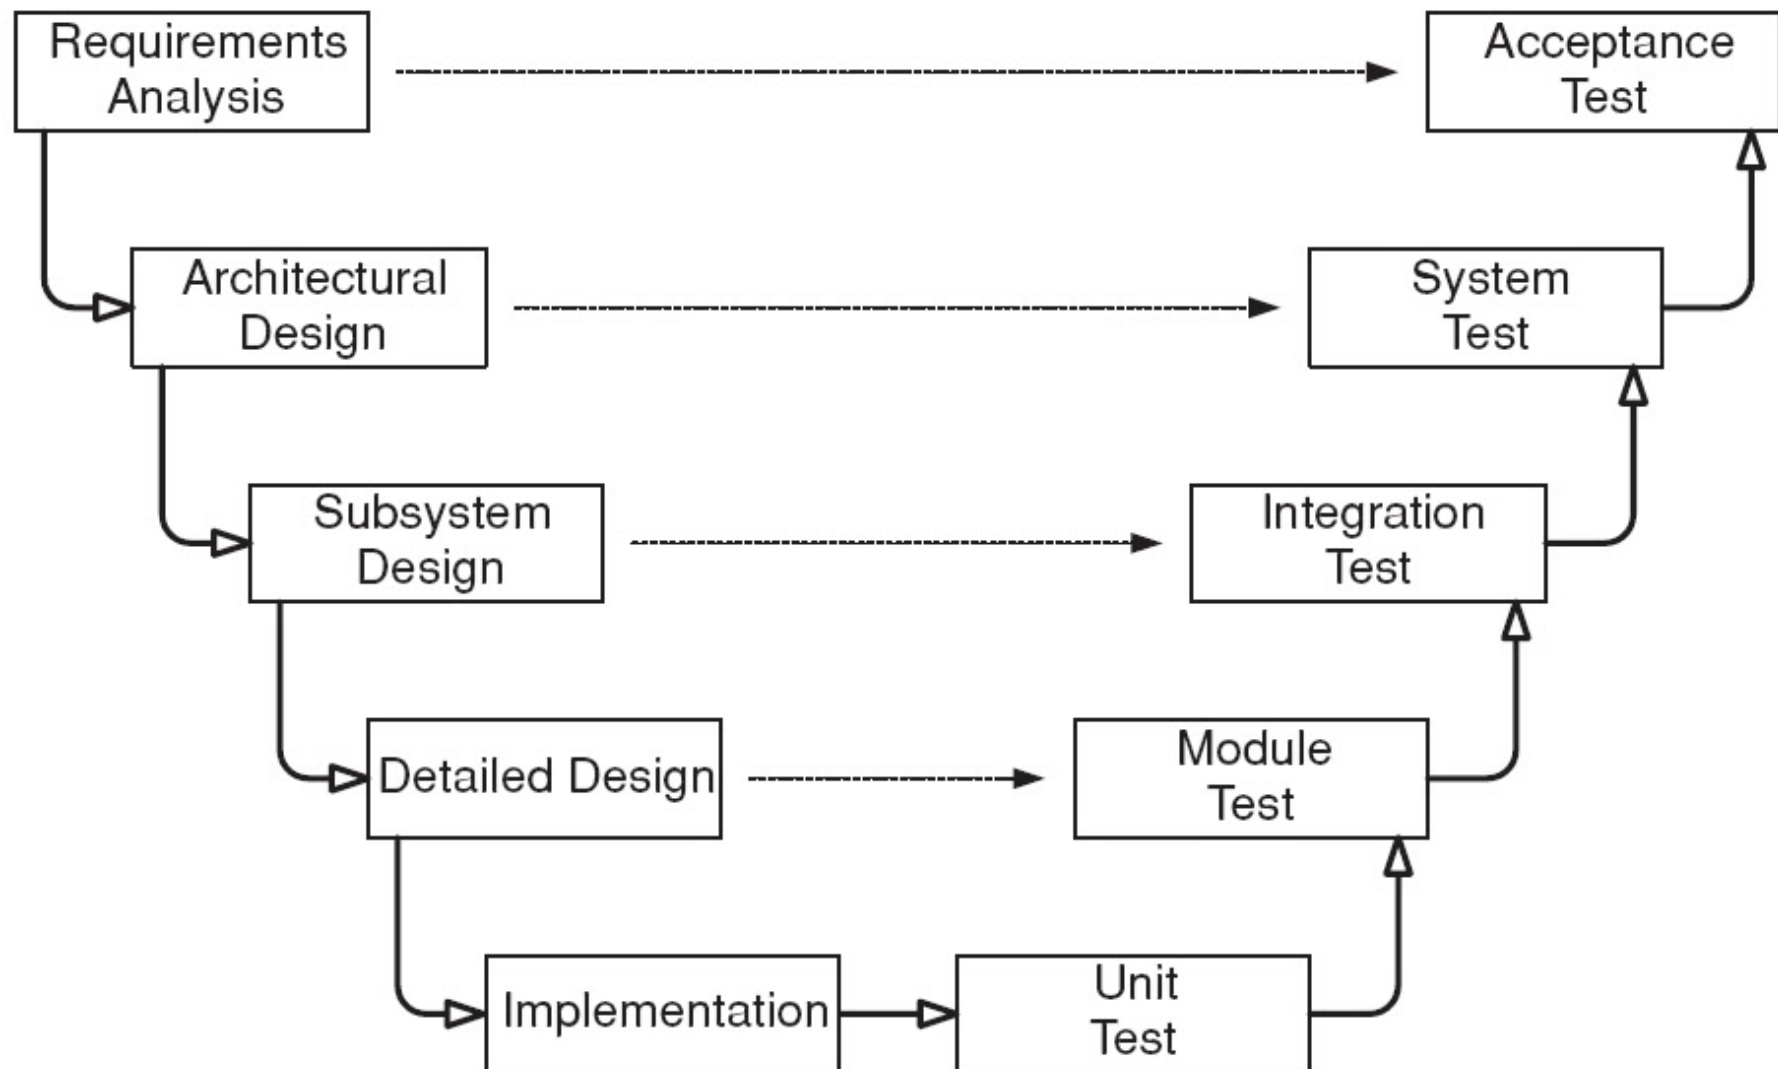 Requirements
Analysis
Acceptance
Test
Architectural
Design
System
Test
Subsystem
Design
Integration
Test
Detailed Design
Module
Test
Implementation
Unit
Test